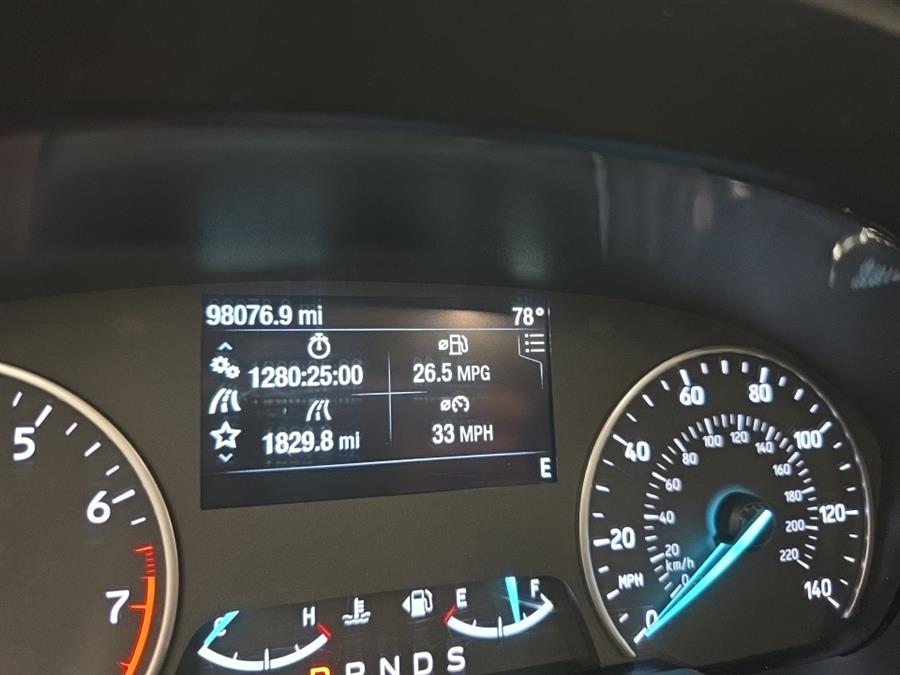 98076.9 mi 78°
1280:25:00 ø 26.5 MPG
1829.8 mi ø 33 MPH
E
5
6
7
C H
E F
P R N D S
0 20 40 60 80 100 120 140
MPH
0 20 40 60 80 100 120 140 160 180 200 220
km/h